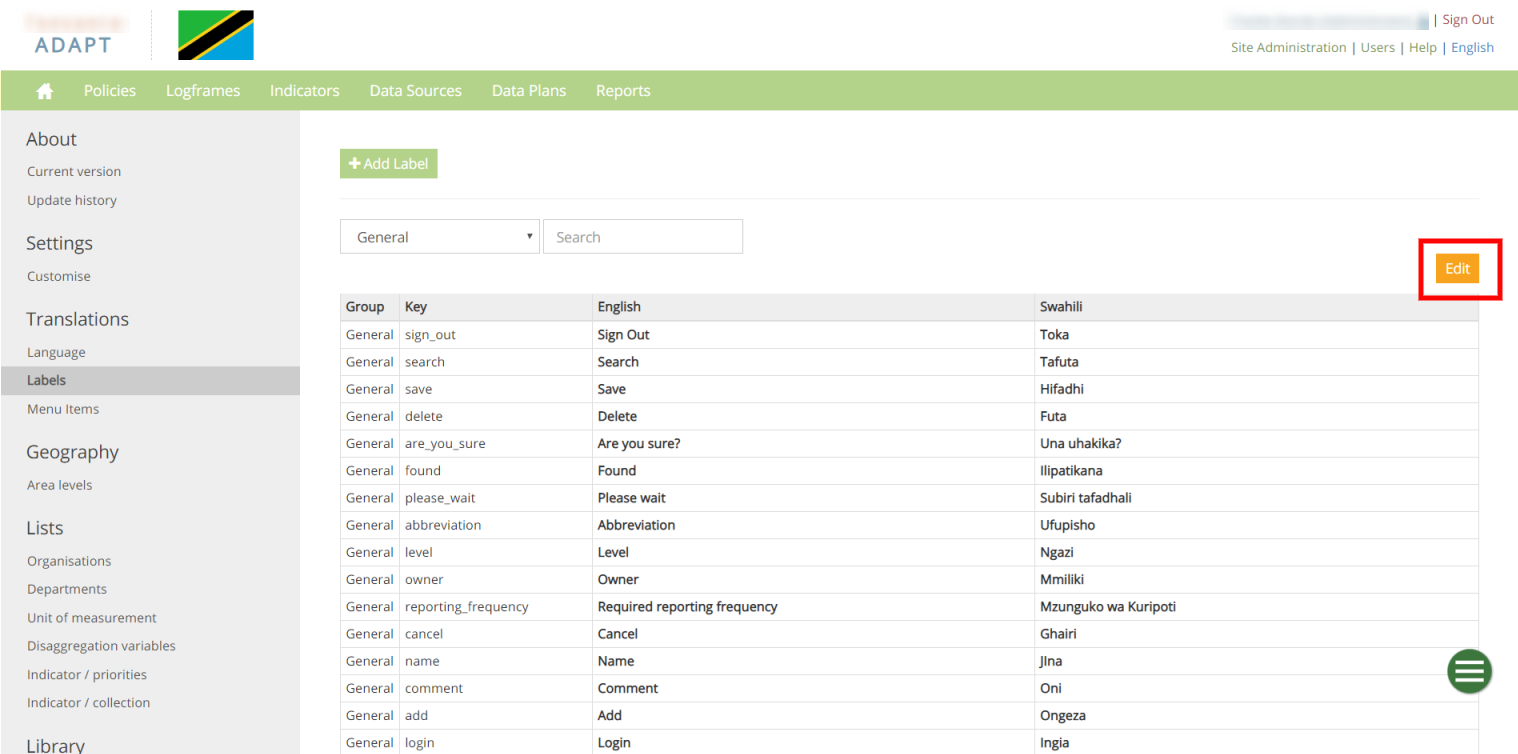 ADAPT
| Sign Out
Site Administration | Users | Help | English
Policies Logframes Indicators Data Sources Data Plans Reports
About
Current version
Update history
Settings
Customise
Translations
Language
Labels
Menu Items
Geography
Area levels
Lists
Organisations
Departments
Unit of measurement
Disaggregation variables
Indicator / priorities
Indicator / collection
Library
+ Add Label
General Search
Edit
Group Key English Swahili
General sign_out Sign Out Toka
General search Search Tafuta
General save Save Hifadhi
General delete Delete Futa
General are_you_sure Are you sure? Una uhakika?
General found Found Ilipatikana
General please_wait Please wait Subiri tafadhali
General abbreviation Abbreviation Ufupisho
General level Level Ngazi
General owner Owner Mmiliki
General reporting_frequency Required reporting frequency Mzunguko wa Kuripoti
General cancel Cancel Ghairi
General name Name JIna
General comment Comment Oni
General add Add Ongeza
General login Login Ingia